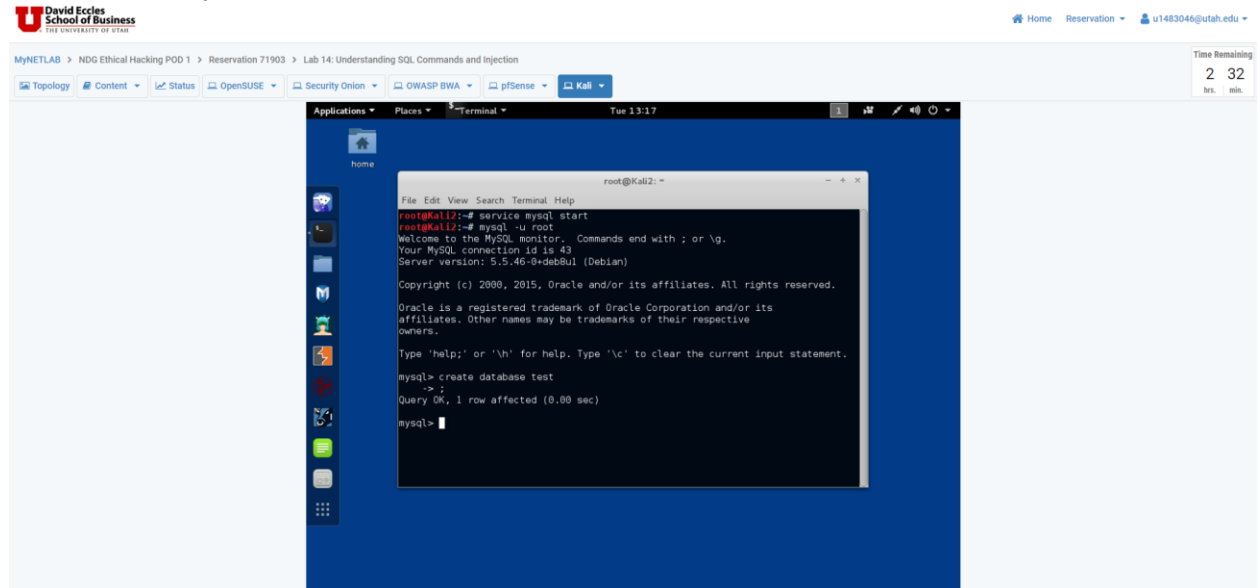 David Eccles
School of Business
THE UNIVERSITY OF UTAH
Home Reservation u1483046@utah.edu
MyNETLAB > NDG Ethical Hacking POD 1 > Reservation 71903 > Lab 14: Understanding SQL Commands and Injection
Time Remaining
2 32
hrs. min.
Topology Content Status OpenSUSE Security Onion OWASP BWA pfSense Kali
Applications Places Terminal Tue 13:17 1
home
root@Kali2: ~
File Edit View Search Terminal Help
root@Kali2:~# service mysql start
root@Kali2:~# mysql -u root
Welcome to the MySQL monitor. Commands end with ; or \g.
Your MySQL connection id is 43
Server version: 5.5.46-0+deb8u1 (Debian)
Copyright (c) 2000, 2015, Oracle and/or its affiliates. All rights reserved.
Oracle is a registered trademark of Oracle Corporation and/or its
affiliates. Other names may be trademarks of their respective
owners.
Type 'help;' or '\h' for help. Type '\c' to clear the current input statement.
mysql> create database test
-> ;
Query OK, 1 row affected (0.00 sec)
mysql>